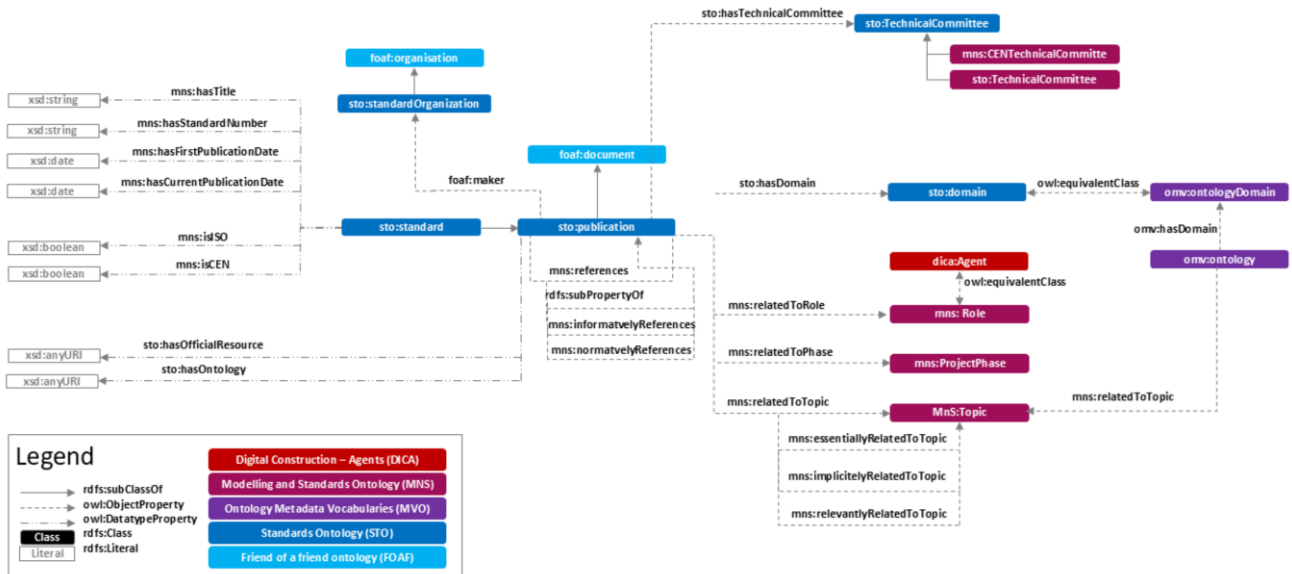 sto:hasTechnicalCommittee
sto:TechnicalCommittee
mns:CENTechnicalCommitte
sto:TechnicalCommittee
foaf:organisation
sto:standardOrganization
foaf:maker
foaf:document
xsd:string
mns:hasTitle
xsd:string
mns:hasStandardNumber
xsd:date
mns:hasFirstPublicationDate
xsd:date
mns:hasCurrentPublicationDate
xsd:boolean
mns:isISO
xsd:boolean
mns:isCEN
xsd:anyURI
sto:hasOfficialResource
xsd:anyURI
sto:hasOntology
sto:standard
sto:publication
mns:references
rdfs:subPropertyOf
mns:informatvelyReferences
mns:normatvelyReferences
sto:hasDomain
sto:domain
owl:equivalentClass
omv:ontologyDomain
omv:hasDomain
omv:ontology
dica:Agent
owl:equivalentClass
mns:relatedToRole
mns: Role
mns:relatedToPhase
mns:ProjectPhase
mns:relatedToTopic
MnS:Topic
mns:relatedToTopic
mns:essentiallyRelatedToTopic
mns:implicitelyRelatedToTopic
mns:relevantlyRelatedToTopic
Legend
rdfs:subClassOf
owl:ObjectProperty
owl:DatatypeProperty
Class
rdfs:Class
Literal
rdfs:Literal
Digital Construction – Agents (DICA)
Modelling and Standards Ontology (MNS)
Ontology Metadata Vocabularies (MVO)
Standards Ontology (STO)
Friend of a friend ontology (FOAF)